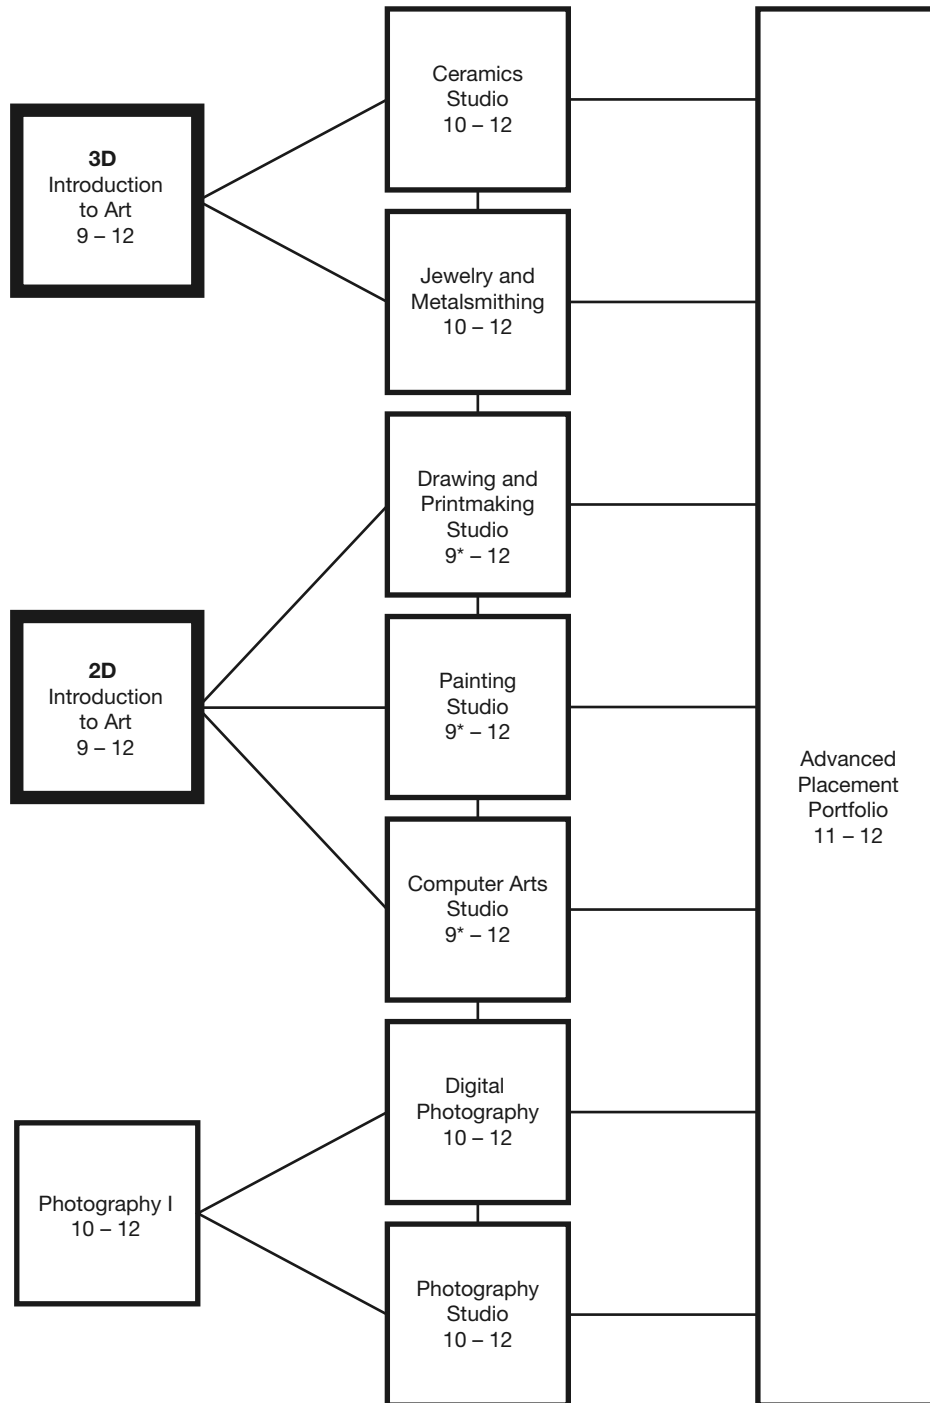 3D
Introduction
to Art
9 – 12
2D
Introduction
to Art
9 – 12
Photography I
10 – 12
Ceramics
Studio
10 – 12
Jewelry and
Metalsmithing
10 – 12
Drawing and
Printmaking
Studio
9* – 12
Painting
Studio
9* – 12
Computer Arts
Studio
9* – 12
Digital
Photography
10 – 12
Photography
Studio
10 – 12
Advanced
Placement
Portfolio
11 – 12